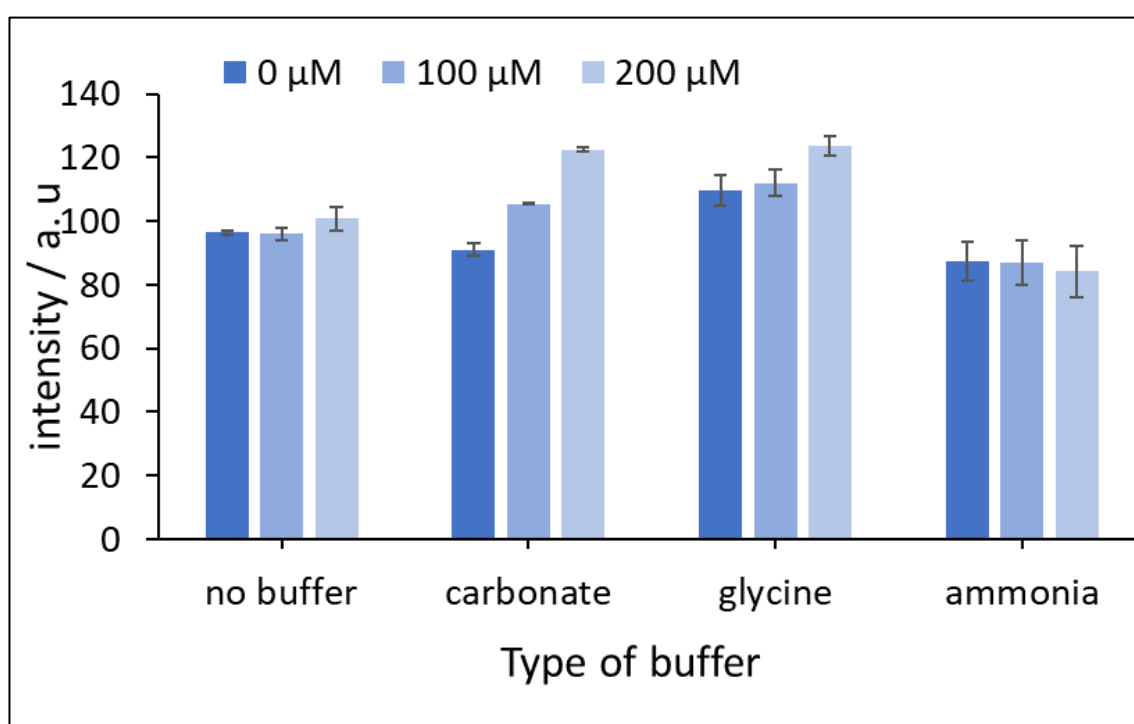 0 µM 100 µM 200 µM
140
120
100
80
60
40
20
0
intensity / a. u
no buffer carbonate glycine ammonia
Type of buffer